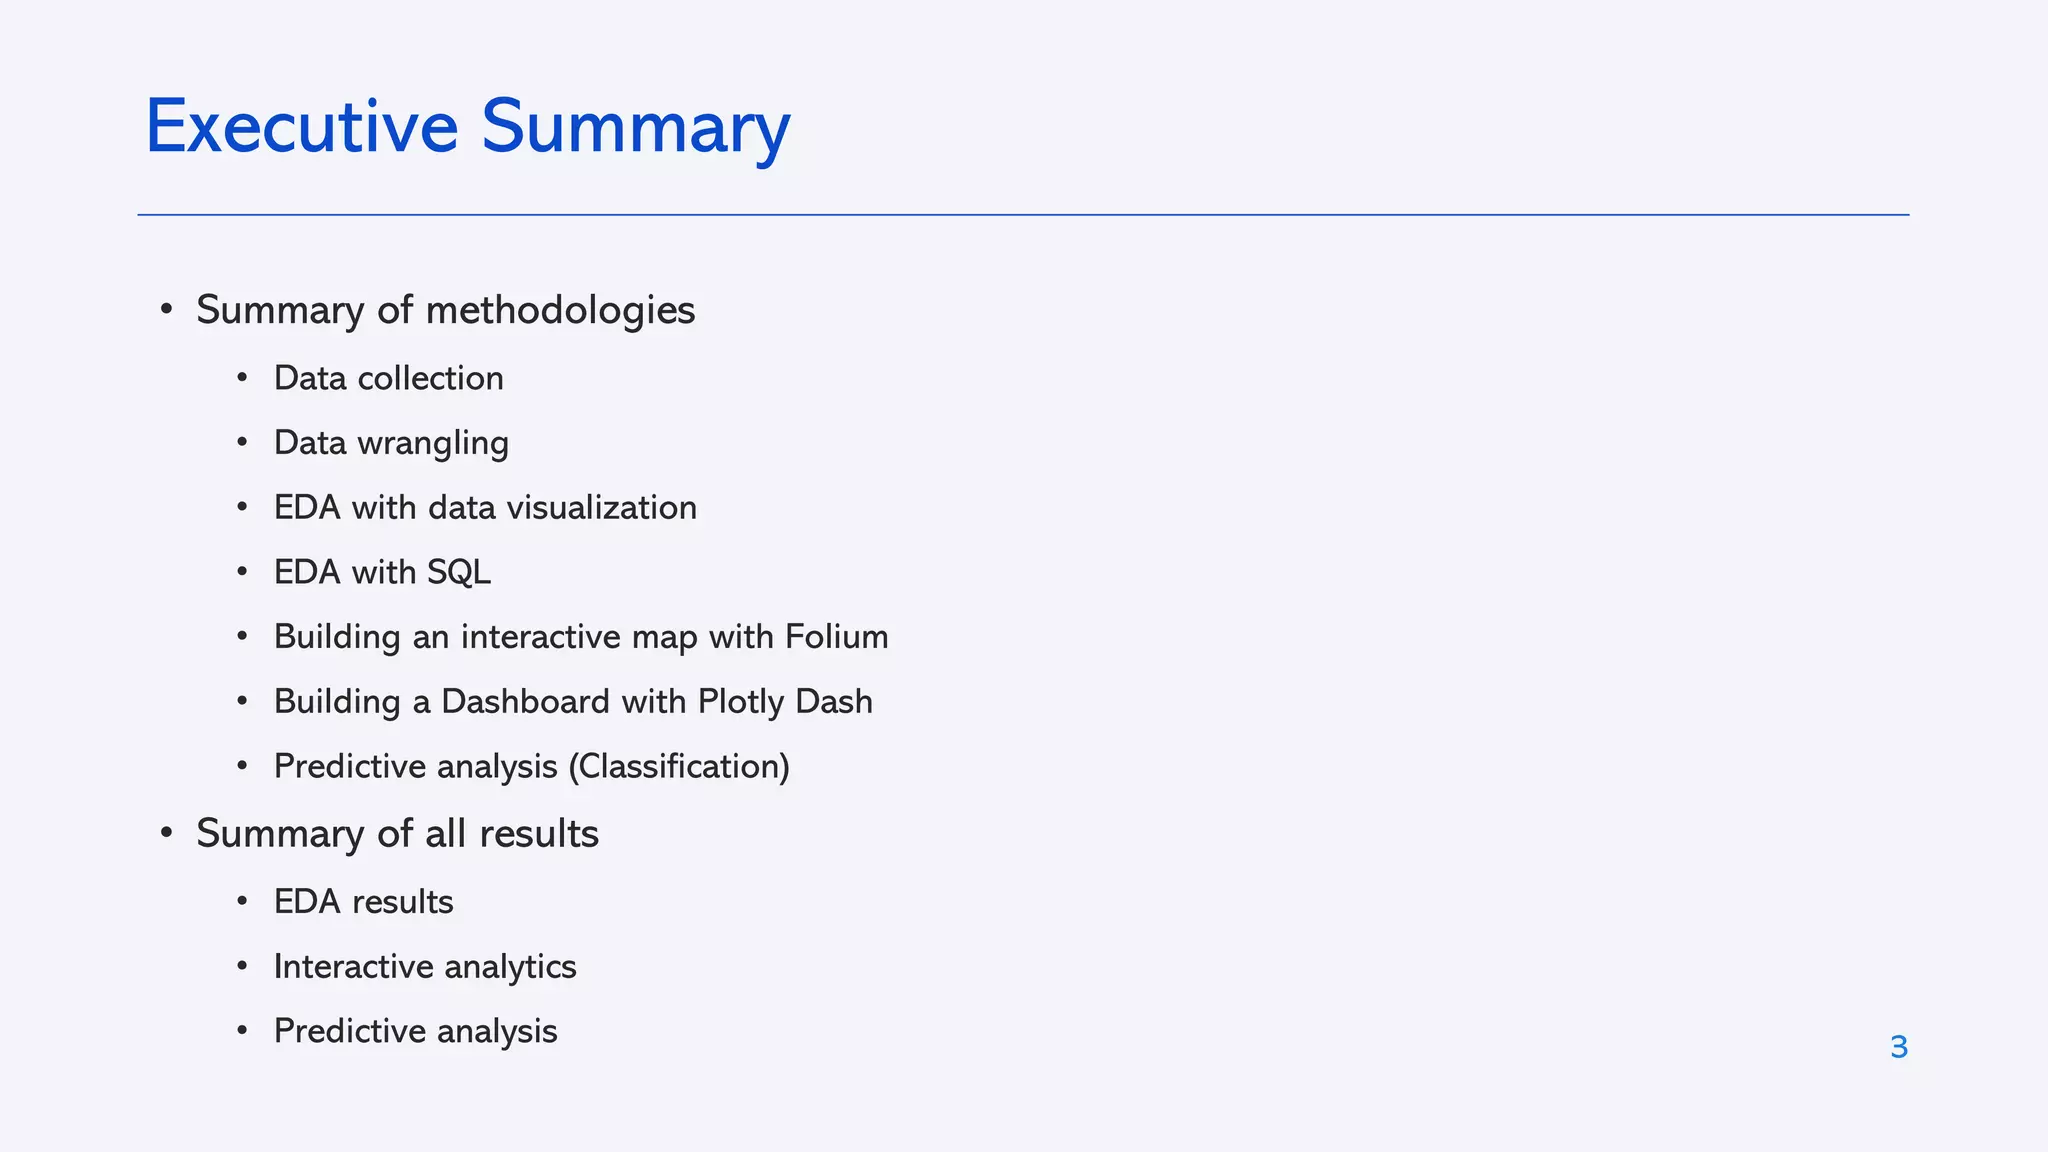 Executive Summary
• Summary of methodologies
• Data collection
• Data wrangling
• EDA with data visualization
• EDA with SQL
• Building an interactive map with Folium
• Building a Dashboard with Plotly Dash
• Predictive analysis (Classification)
• Summary of all results
• EDA results
• Interactive analytics
• Predictive analysis
3